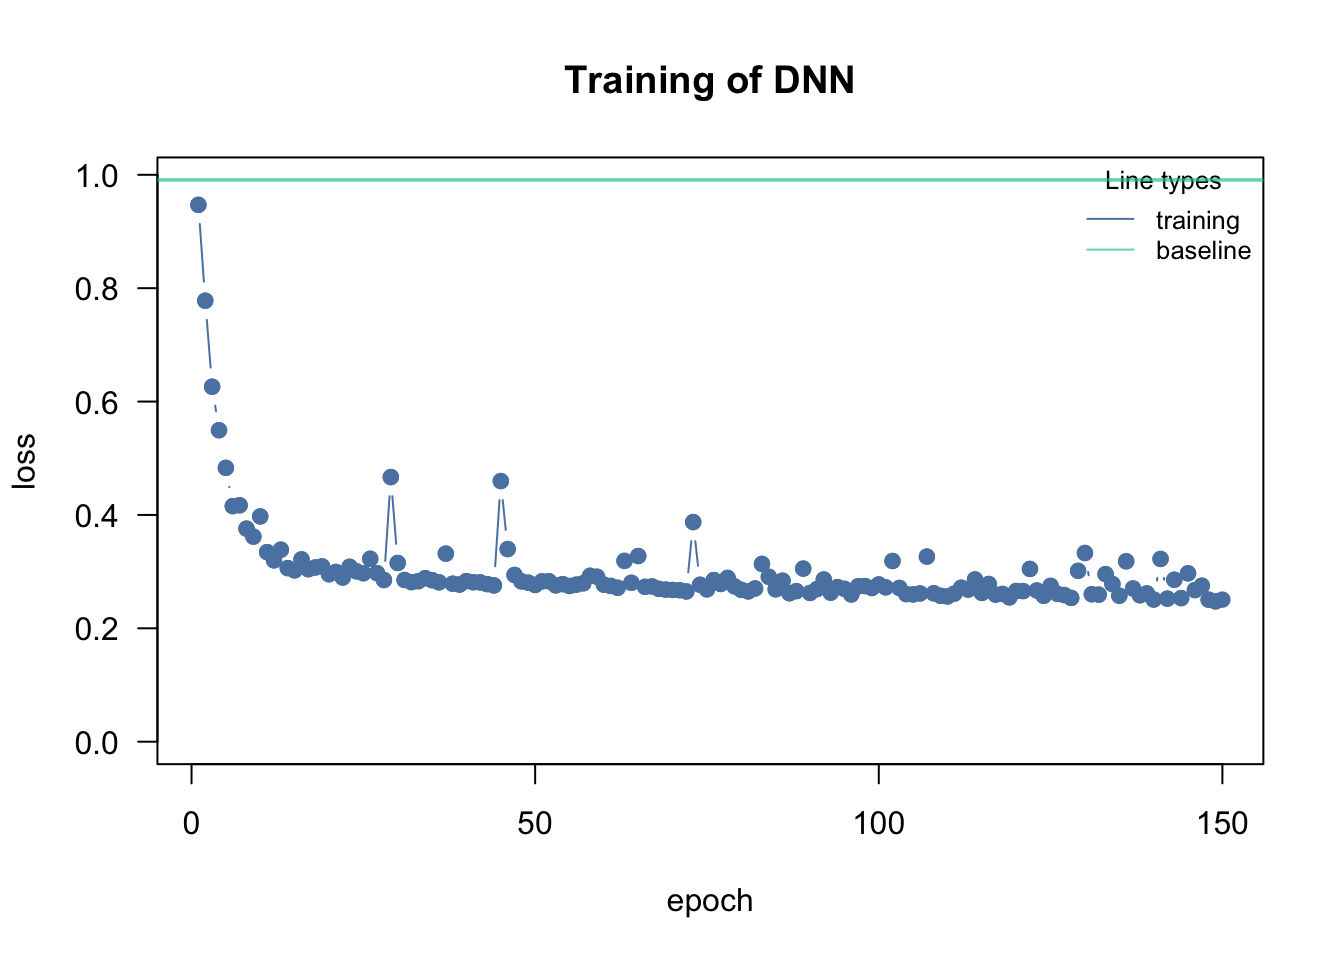 Training of DNN
1.0
0.8
0.6
0.4
0.2
0.0
loss
Line types
training
baseline
0 50 100 150
epoch